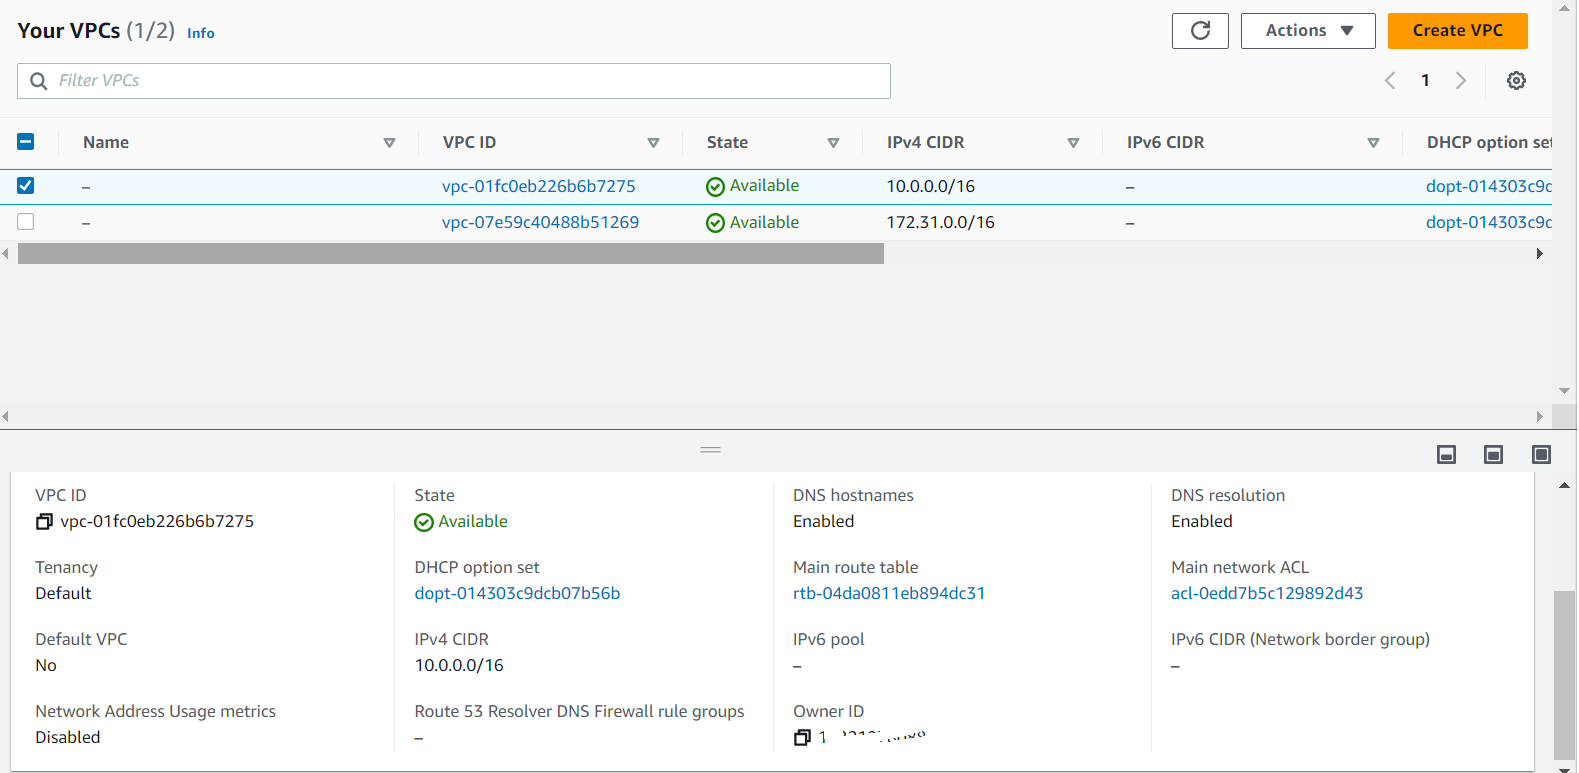 Your VPCs (1/2) Info
Actions
Create VPC
Filter VPCs
1
Name VPC ID State IPv4 CIDR IPv6 CIDR DHCP option set
– vpc-01fc0eb226b6b7275 Available 10.0.0.0/16 – dopt-014303c9d
– vpc-07e59c40488b51269 Available 172.31.0.0/16 – dopt-014303c9d
VPC ID State DNS hostnames DNS resolution
vpc-01fc0eb226b6b7275 Available Enabled Enabled
Tenancy DHCP option set Main route table Main network ACL
Default dopt-014303c9dcb07b56b rtb-04da0811eb894dc31 acl-0edd7b5c129892d43
Default VPC IPv4 CIDR IPv6 pool IPv6 CIDR (Network border group)
No 10.0.0.0/16 – –
Network Address Usage metrics Route 53 Resolver DNS Firewall rule groups Owner ID
Disabled –